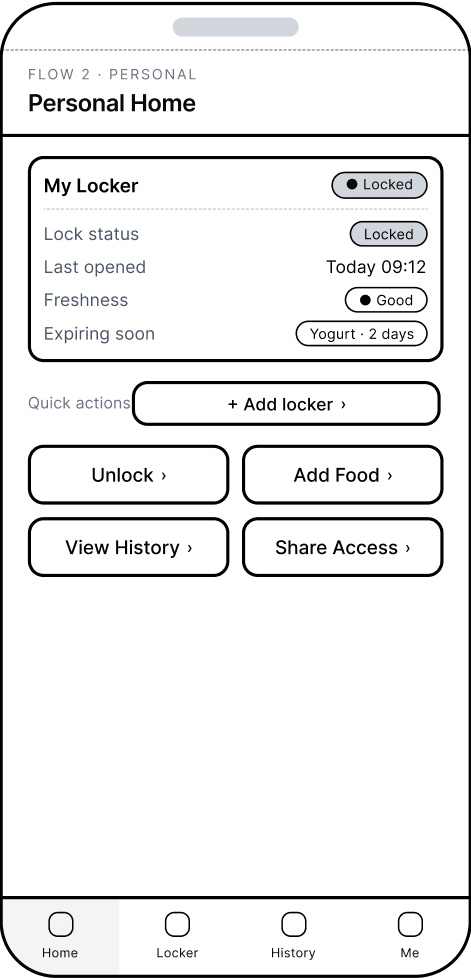 FLOW 2 · PERSONAL
Personal Home
My Locker ● Locked
Lock status Locked
Last opened Today 09:12
Freshness ● Good
Expiring soon Yogurt · 2 days
Quick actions + Add locker ›
Unlock › Add Food ›
View History › Share Access ›
Home Locker History Me